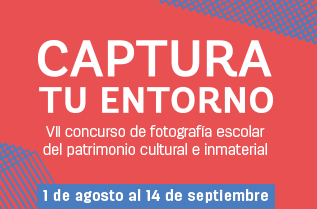 CAPTURA
TU ENTORNO
VII concurso de fotografía escolar
del patrimonio cultural e inmaterial
1 de agosto al 14 de septiembre